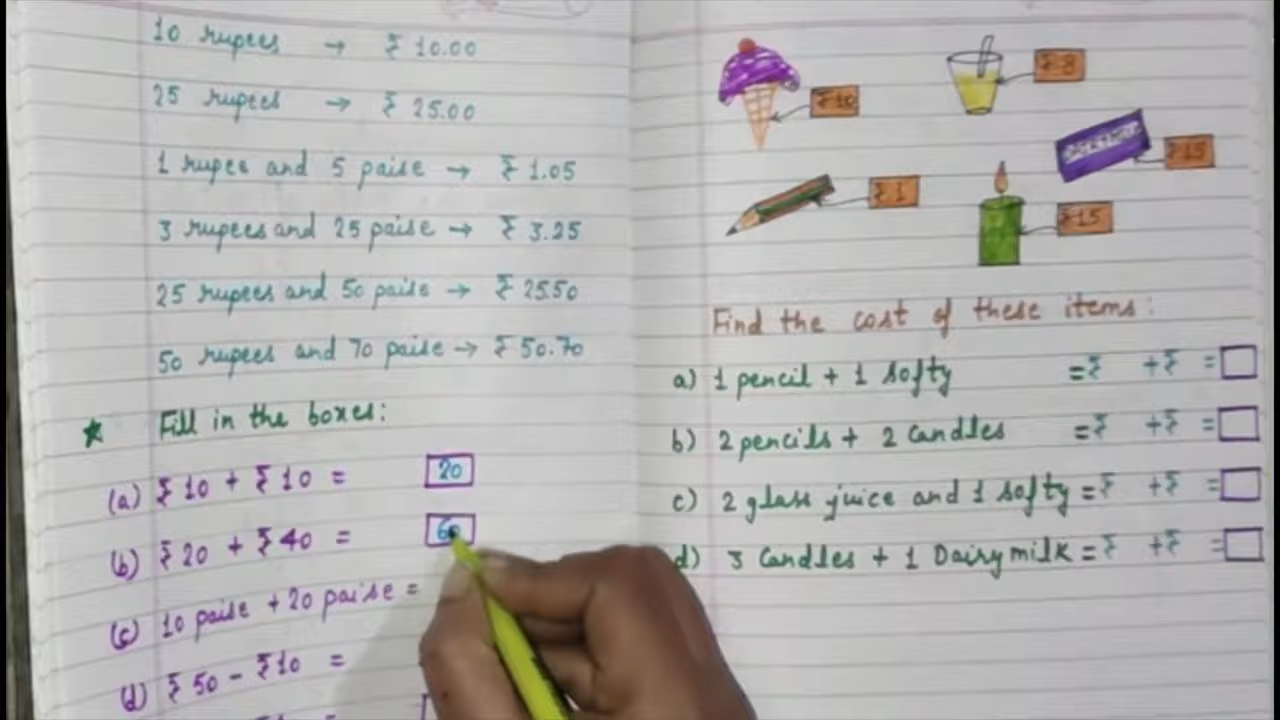 10 rupees → ₹ 10.00
25 rupees → ₹ 25.00
1 rupee and 5 paise → ₹ 1.05
3 rupees and 25 paise → ₹ 3.25
25 rupees and 50 paise → ₹ 25.50
50 rupees and 70 paise → ₹ 50.70
★ Fill in the boxes:
(a) ₹ 10 + ₹ 10 = 20
(b) ₹ 20 + ₹ 40 = 60
(c) 10 paise + 20 paise =
(d) ₹ 50 - ₹ 10 =
₹ 10
₹ 8
₹ 15
₹ 1
₹ 15
Find the cost of these items:
a) 1 pencil + 1 softy = ₹ + ₹ =
b) 2 pencils + 2 Candles = ₹ + ₹ =
c) 2 glass juice and 1 softy = ₹ + ₹ =
d) 3 Candles + 1 Dairy milk = ₹ + ₹ =